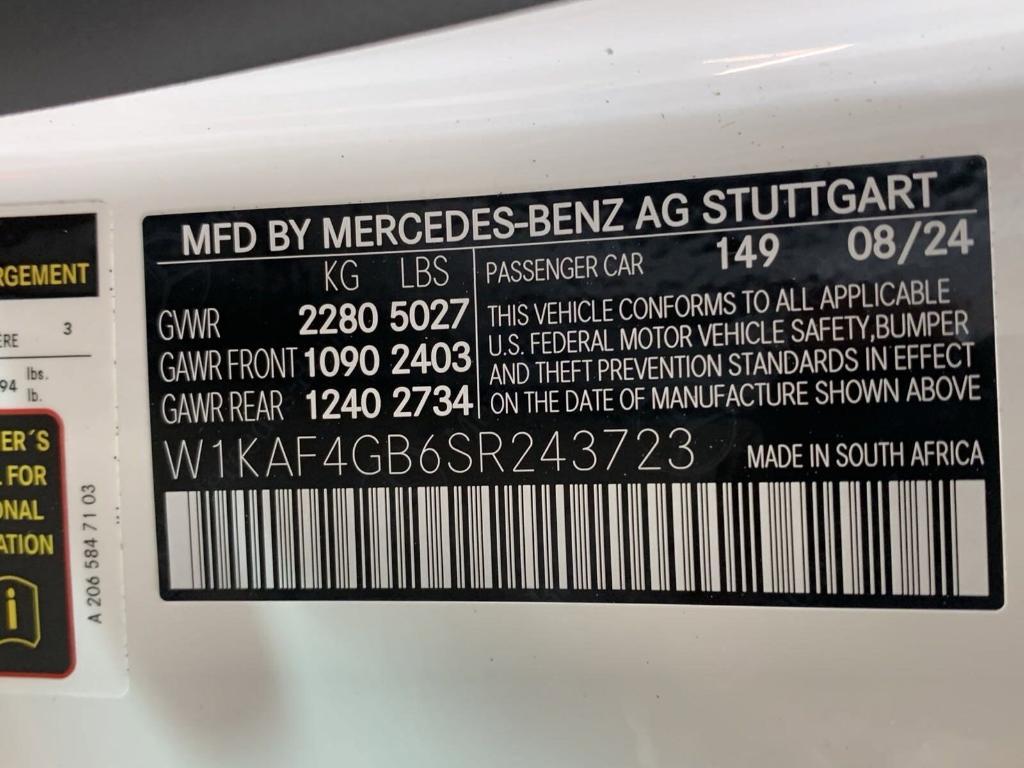 MFD BY MERCEDES-BENZ AG STUTTGART
KG LBS
GVWR 2280 5027
GAWR FRONT 1090 2403
GAWR REAR 1240 2734
PASSENGER CAR 149 08/24
THIS VEHICLE CONFORMS TO ALL APPLICABLE
U.S. FEDERAL MOTOR VEHICLE SAFETY,BUMPER
AND THEFT PREVENTION STANDARDS IN EFFECT
ON THE DATE OF MANUFACTURE SHOWN ABOVE
W1KAF4GB6SR243723 MADE IN SOUTH AFRICA
RGEMENT
ERE 3
94 lbs.
lb.
ER´S
FOR
ONAL
ATION
i
A 206 584 71 03